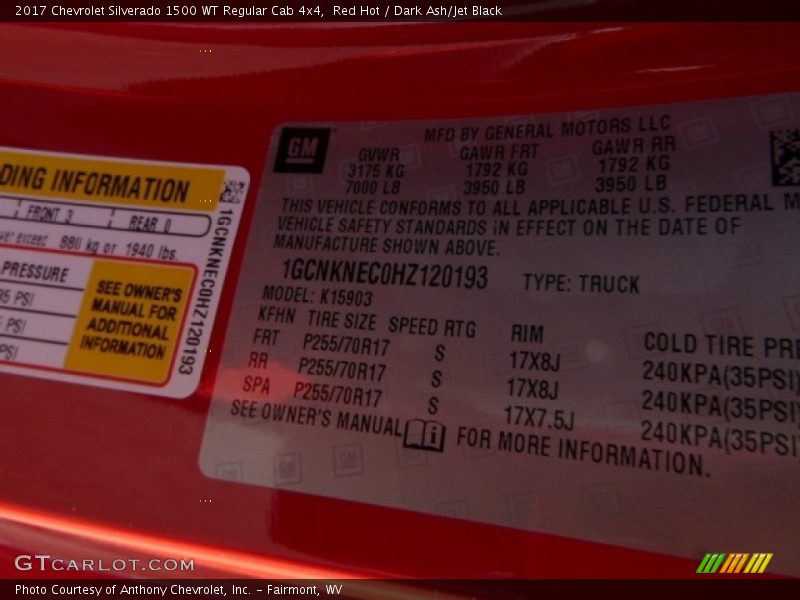 2017 Chevrolet Silverado 1500 WT Regular Cab 4x4,  Red Hot / Dark Ash/Jet Black
DING INFORMATION
FRONT 3 REAR 0
exceed 880 kg or 1940 lbs.
PRESSURE
35 PSI
PSI
PSI
SEE OWNER'S
MANUAL FOR
ADDITIONAL
INFORMATION
1GCNKNEC0HZ120193
GM
MFD BY GENERAL MOTORS LLC
GVWR GAWR FRT GAWR RR
3175 KG 1792 KG 1792 KG
7000 LB 3950 LB 3950 LB
THIS VEHICLE CONFORMS TO ALL APPLICABLE U.S. FEDERAL M
VEHICLE SAFETY STANDARDS IN EFFECT ON THE DATE OF
MANUFACTURE SHOWN ABOVE.
1GCNKNEC0HZ120193 TYPE: TRUCK
MODEL: K15903
KFHN TIRE SIZE SPEED RTG RIM COLD TIRE PRE
FRT P255/70R17 S 17X8J 240KPA(35PSI)
RR P255/70R17 S 17X8J 240KPA(35PSI)
SPA P255/70R17 S 17X7.5J 240KPA(35PSI
SEE OWNER'S MANUAL FOR MORE INFORMATION.
GTCARLOT.COM
Photo Courtesy of Anthony Chevrolet, Inc. – Fairmont, WV